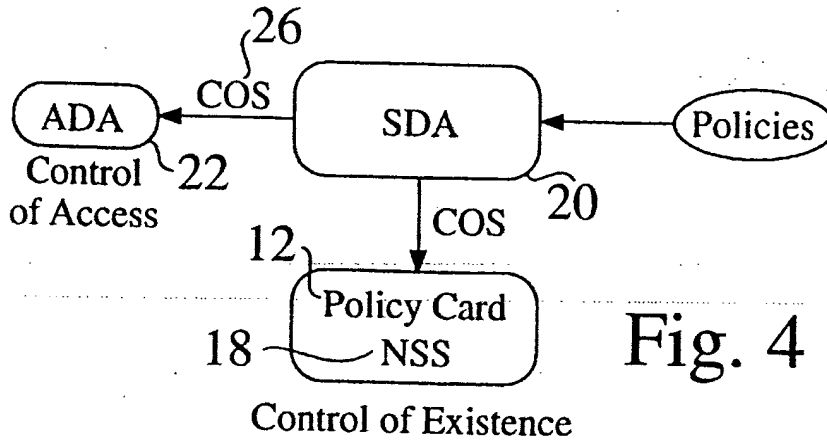 26
COS
ADA
SDA
Policies
22
20
Control
of Access
COS
12
Policy Card
18
NSS
Fig. 4
Control of Existence